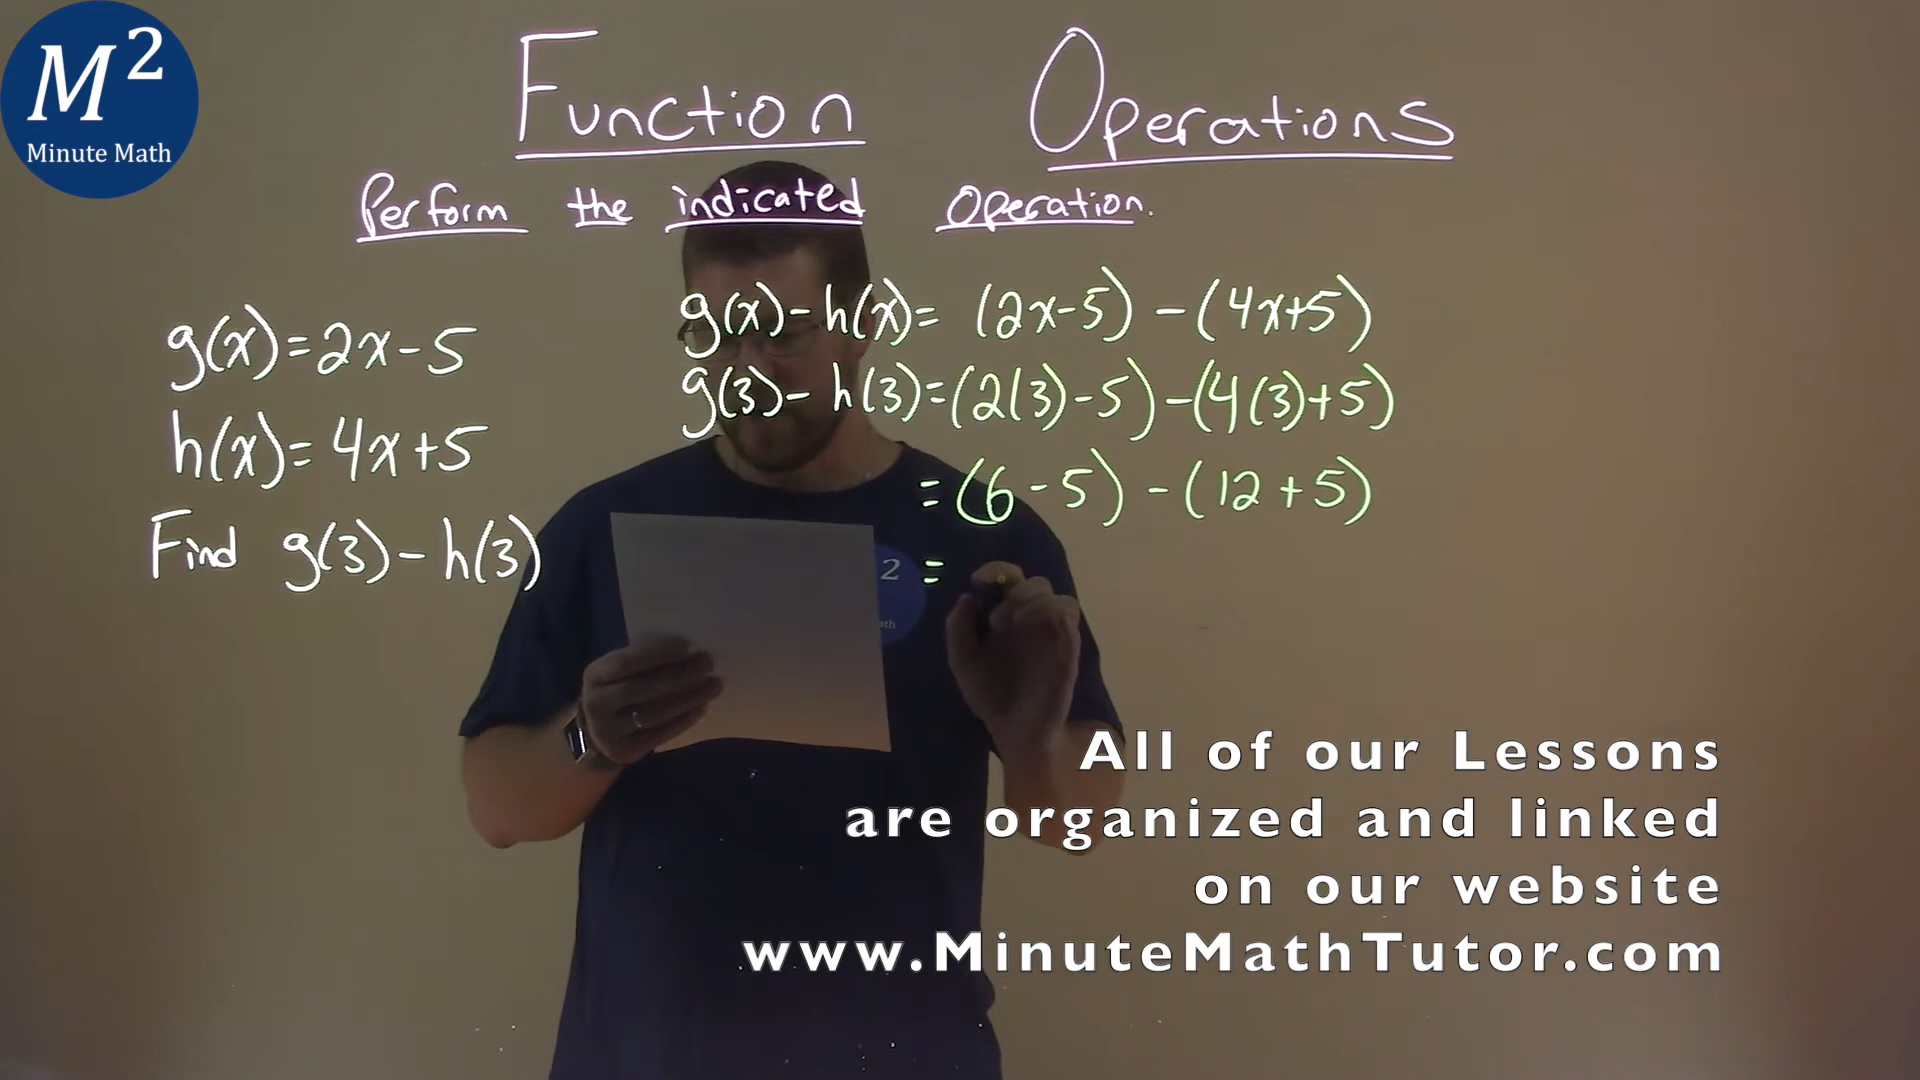 M²
Minute Math
Function Operations
Perform the indicated operation.
g(x)=2x-5
h(x)=4x+5
Find g(3)-h(3)
g(x)-h(x)= (2x-5) -(4x+5)
g(3)- h(3)=(2(3)-5)-(4(3)+5)
=(6-5)-(12+5)
=
2
ath
All of our Lessons
are organized and linked
on our website
www.MinuteMathTutor.com